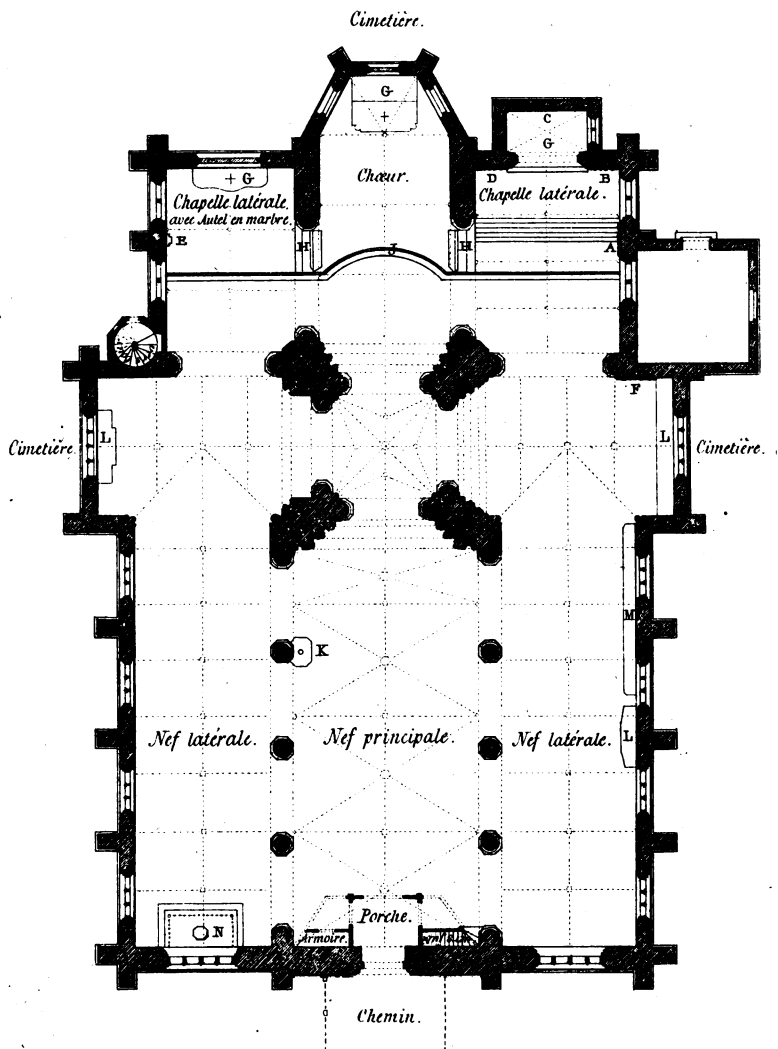 Cimetière.
G
+
C
G
D
B
+ G
Chœur.
Chapelle latérale,
avec Autel en marbre.
Chapelle latérale.
E
H
J
H
A
F
Cimetière.
L
L
Cimetière.
M
K
Nef latérale.
Nef principale.
Nef latérale.
L
N
Porche.
Armoire.
Chemin.